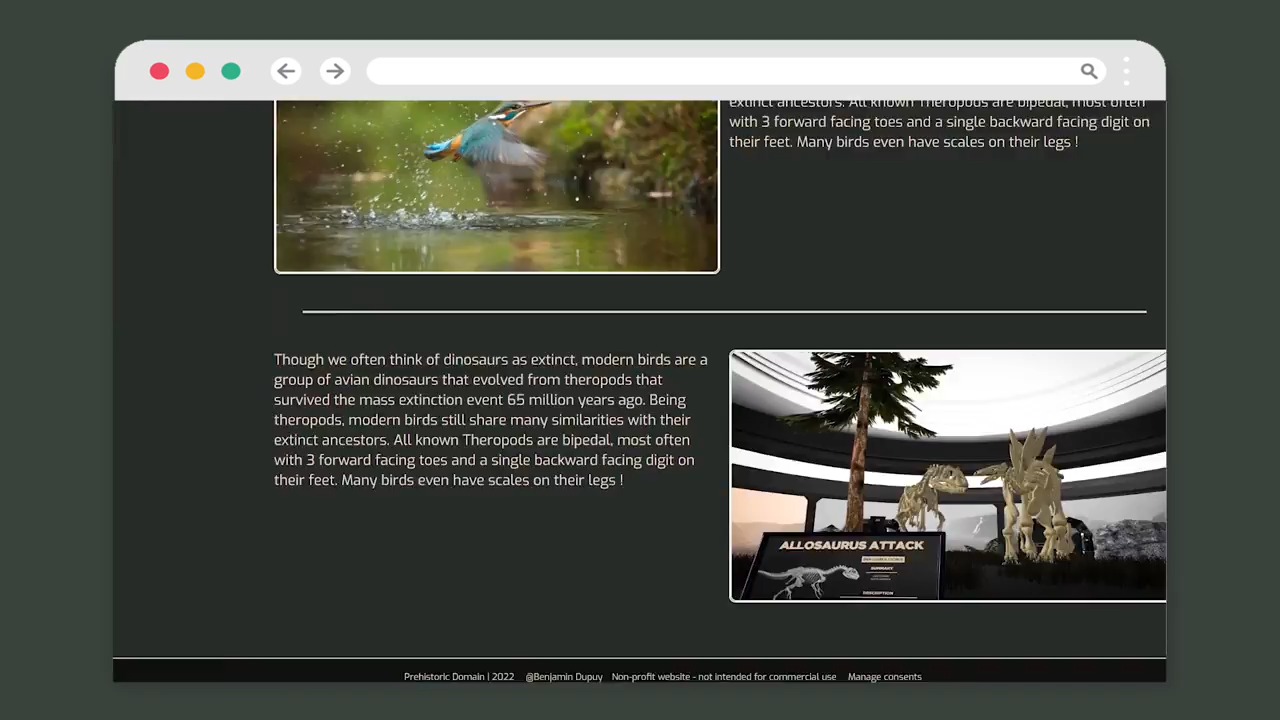 extinct ancestors. All known Theropods are bipedal, most often
with 3 forward facing toes and a single backward facing digit on
their feet. Many birds even have scales on their legs !
Though we often think of dinosaurs as extinct, modern birds are a
group of avian dinosaurs that evolved from theropods that
survived the mass extinction event 65 million years ago. Being
theropods, modern birds still share many similarities with their
extinct ancestors. All known Theropods are bipedal, most often
with 3 forward facing toes and a single backward facing digit on
their feet. Many birds even have scales on their legs !
ALLOSAURUS ATTACK
SUMMARY
DESCRIPTION
Prehistoric Domain | 2022 @Benjamin Dupuy Non-profit website - not intended for commercial use Manage consents